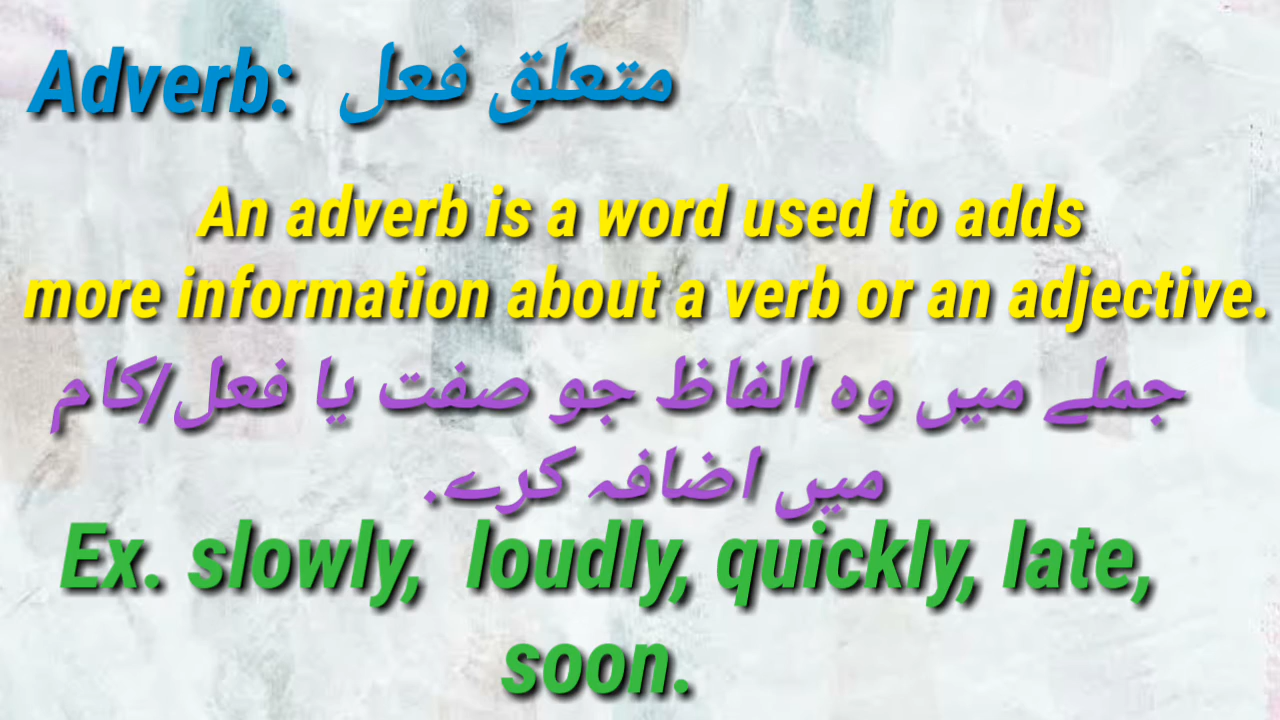 Adverb: متعلق فعل
An adverb is a word used to adds
more information about a verb or an adjective.
جملے میں وہ الفاظ جو صفت یا فعل/کام
میں اضافہ کرے.
Ex. slowly, loudly, quickly, late,
soon.